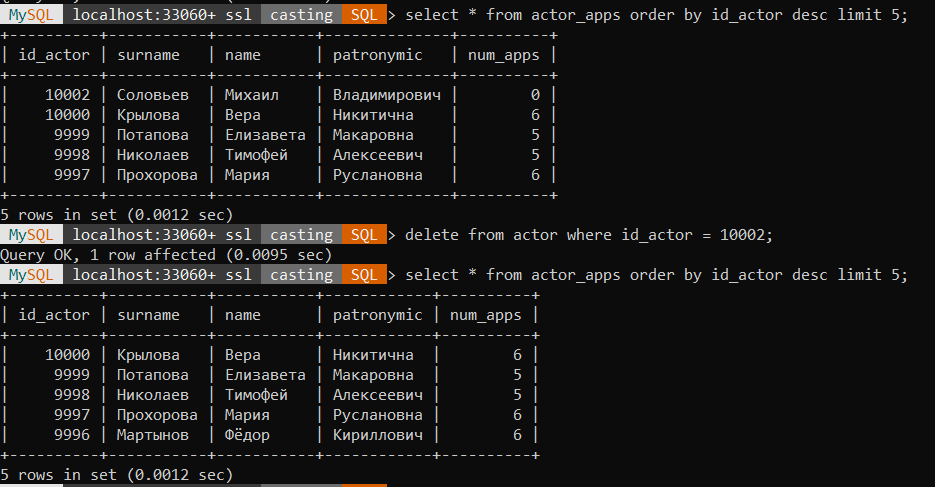 MySQL localhost:33060+ ssl casting SQL > select * from actor_apps order by id_actor desc limit 5;
+----------+-----------+-----------+--------------+----------+
| id_actor | surname   | name      | patronymic   | num_apps |
+----------+-----------+-----------+--------------+----------+
|    10002 | Соловьев  | Михаил    | Владимирович |        0 |
|    10000 | Крылова   | Вера      | Никитична    |        6 |
|     9999 | Потапова  | Елизавета | Макаровна    |        5 |
|     9998 | Николаев  | Тимофей   | Алексеевич   |        5 |
|     9997 | Прохорова | Мария     | Руслановна   |        6 |
+----------+-----------+-----------+--------------+----------+
5 rows in set (0.0012 sec)
MySQL localhost:33060+ ssl casting SQL > delete from actor where id_actor = 10002;
Query OK, 1 row affected (0.0095 sec)
MySQL localhost:33060+ ssl casting SQL > select * from actor_apps order by id_actor desc limit 5;
+----------+-----------+-----------+------------+----------+
| id_actor | surname   | name      | patronymic | num_apps |
+----------+-----------+-----------+------------+----------+
|    10000 | Крылова   | Вера      | Никитична  |        6 |
|     9999 | Потапова  | Елизавета | Макаровна  |        5 |
|     9998 | Николаев  | Тимофей   | Алексеевич |        5 |
|     9997 | Прохорова | Мария     | Руслановна |        6 |
|     9996 | Мартынов  | Фёдор     | Кириллович |        6 |
+----------+-----------+-----------+------------+----------+
5 rows in set (0.0012 sec)